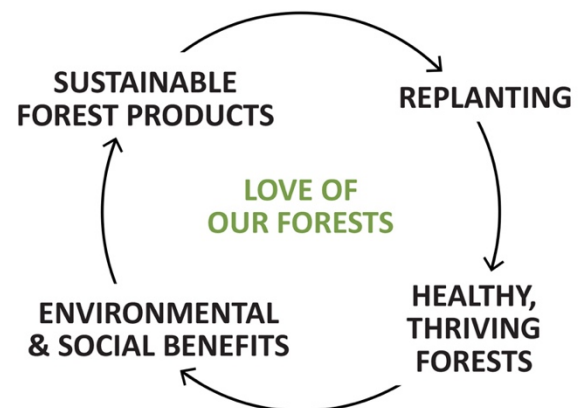 SUSTAINABLE
FOREST PRODUCTS
REPLANTING
LOVE OF
OUR FORESTS
ENVIRONMENTAL
& SOCIAL BENEFITS
HEALTHY,
THRIVING
FORESTS